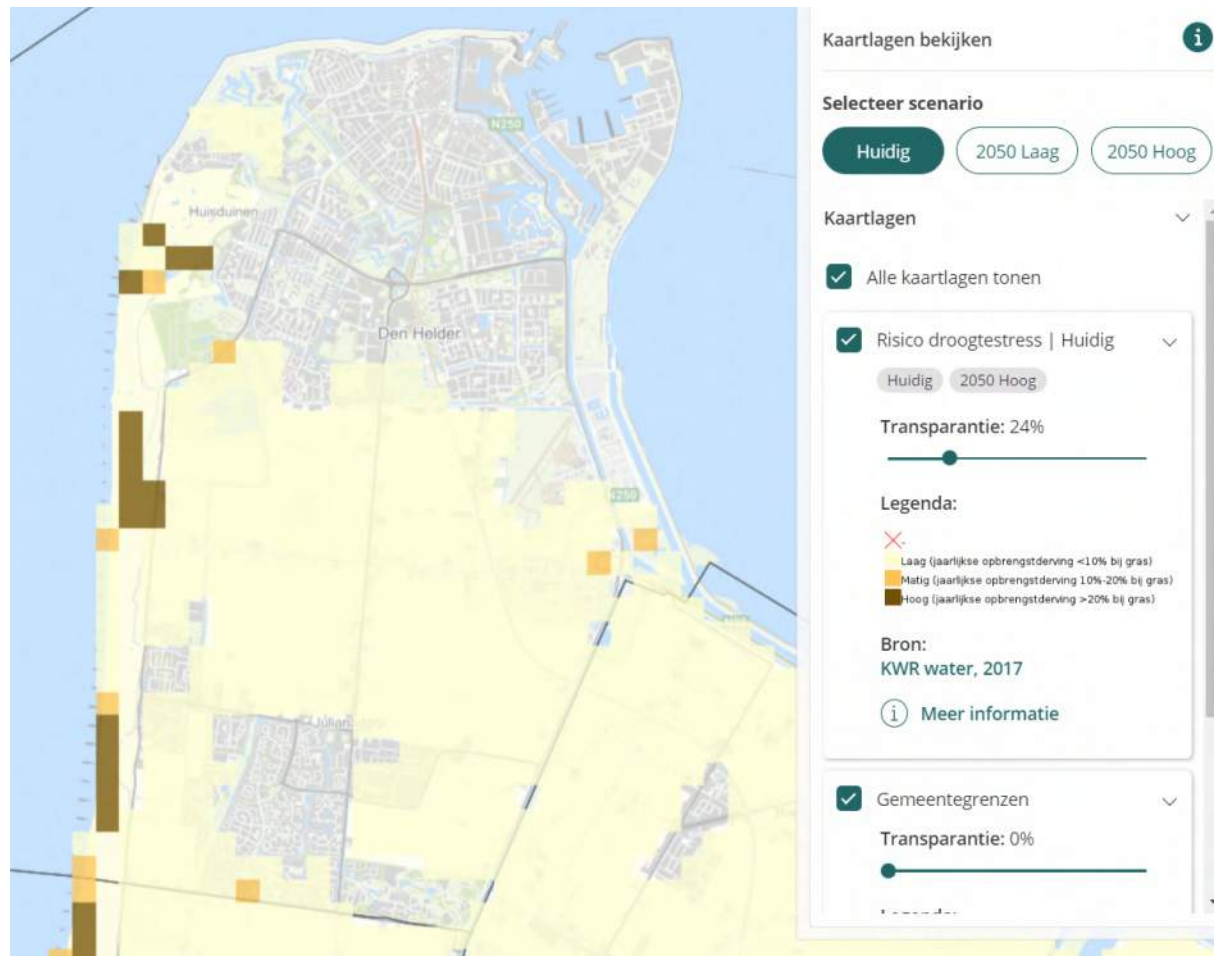 Kaartlagen bekijken
Selecteer scenario
Huidig
2050 Laag
2050 Hoog
Kaartlagen
Alle kaartlagen tonen
Risico droogtestress | Huidig
Huidig
2050 Hoog
Transparantie: 24%
Legenda:
Laag (jaarlijkse opbrengstderving <10% bij gras)
Matig (jaarlijkse opbrengstderving 10%-20% bij gras)
Hoog (jaarlijkse opbrengstderving >20% bij gras)
Bron:
KWR water, 2017
Meer informatie
Gemeentegrenzen
Transparantie: 0%
N250
Huisduinen
Den Helder
N250
Julian